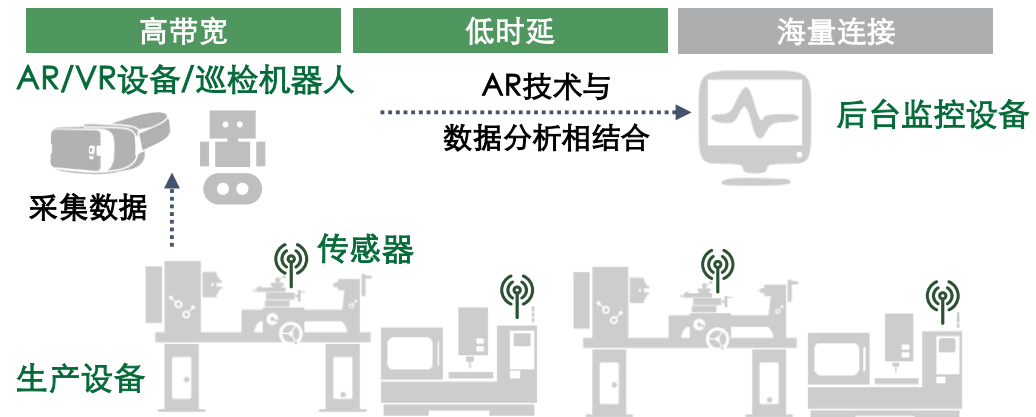 高带宽
低时延
海量连接
AR/VR设备/巡检机器人
AR技术与
数据分析相结合
后台监控设备
采集数据
传感器
生产设备